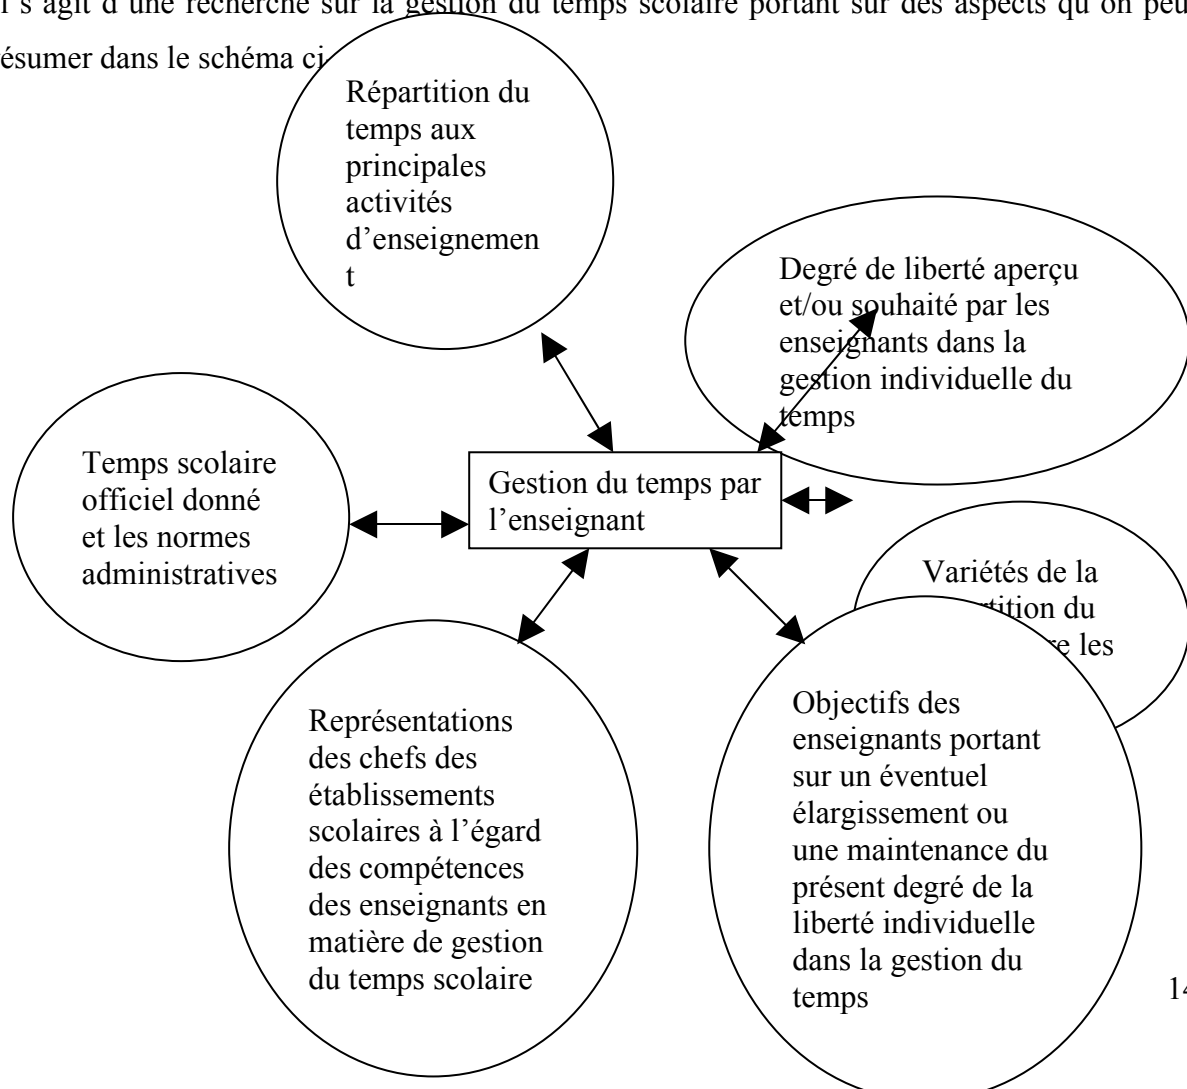 s’agit d’une recherche sur la gestion du temps scolaire portant sur des aspects qu’on peu
ésumer dans le schéma ci
Répartition du
temps aux
principales
activités
d’enseignemen
t
Degré de liberté aperçu
et/ou souhaité par les
enseignants dans la
gestion individuelle du
temps
Temps scolaire
officiel donné
et les normes
administratives
Gestion du temps par
l’enseignant
Variétés de la
tition du
re les
Représentations
des chefs des
établissements
scolaires à l’égard
des compétences
des enseignants en
matière de gestion
du temps scolaire
Objectifs des
enseignants portant
sur un éventuel
élargissement ou
une maintenance du
présent degré de la
liberté individuelle
dans la gestion du
temps
14